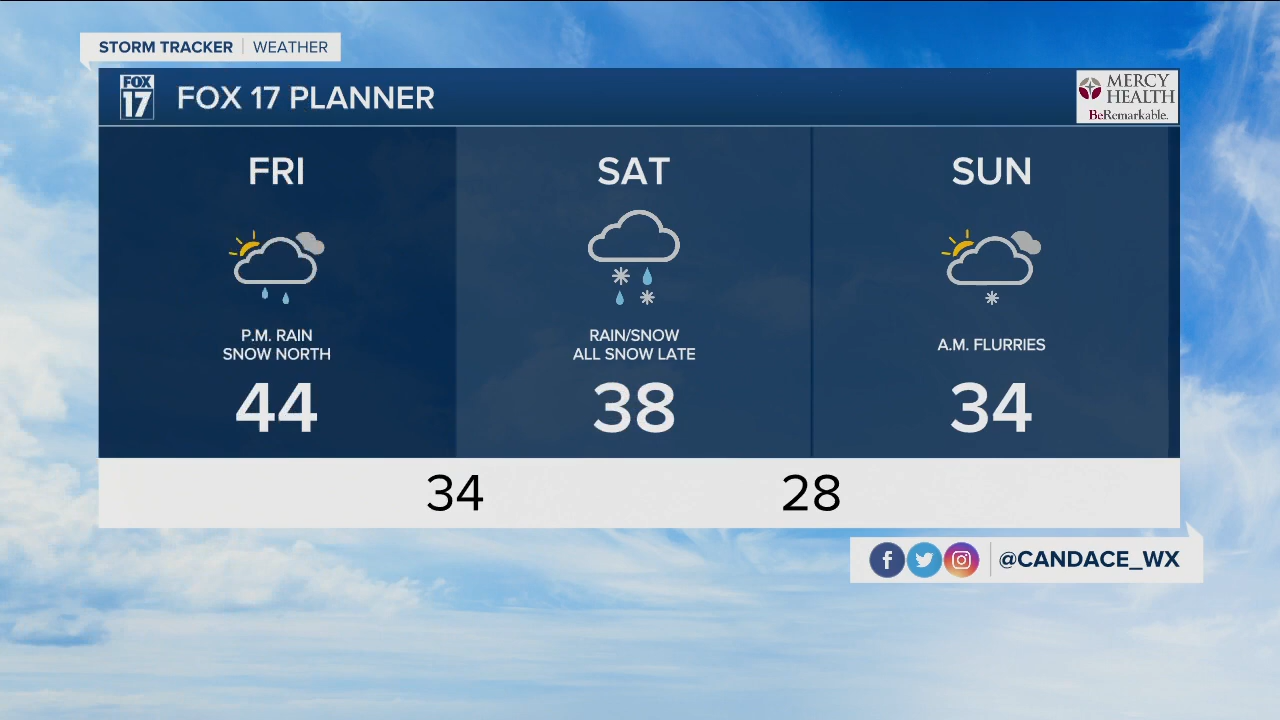 STORM TRACKER | WEATHER
FOX
17
FOX 17 PLANNER
MERCY
HEALTH
BeRemarkable.
FRI
P.M. RAIN
SNOW NORTH
44
SAT
RAIN/SNOW
ALL SNOW LATE
38
SUN
A.M. FLURRIES
34
34
28
@CANDACE_WX